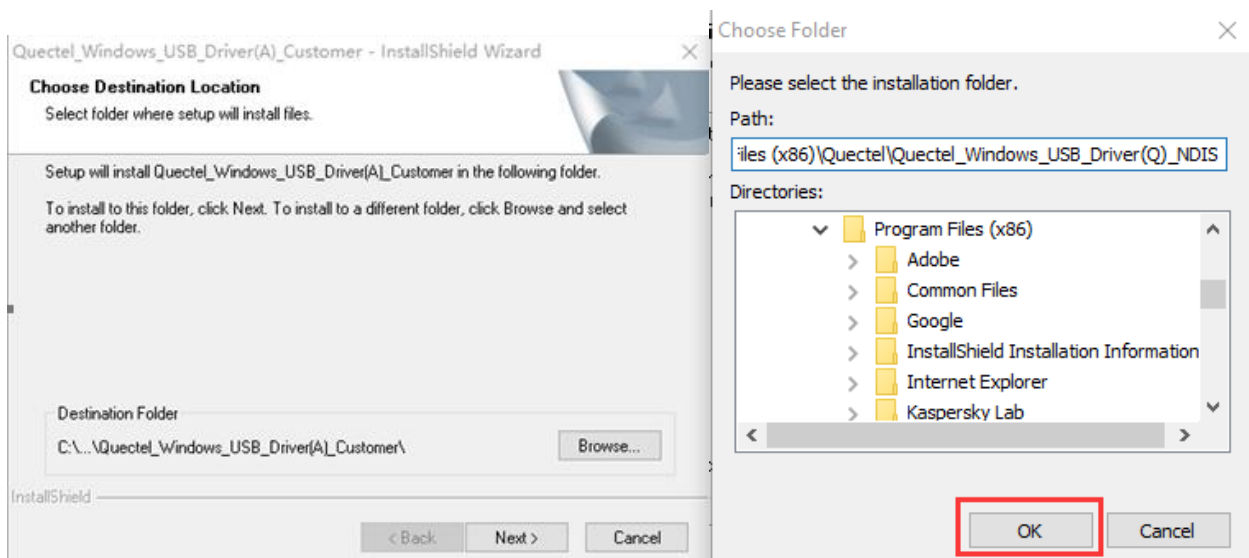 Quectel_Windows_USB_Driver(A)_Customer - InstallShield Wizard
Choose Destination Location
Select folder where setup will install files.
Setup will install Quectel_Windows_USB_Driver(A)_Customer in the following folder.
To install to this folder, click Next. To install to a different folder, click Browse and select
another folder.
Destination Folder
C:\...\Quectel_Windows_USB_Driver(A)_Customer\
Browse...
InstallShield
< Back
Next >
Cancel
Choose Folder
Please select the installation folder.
Path:
iles (x86)\Quectel\Quectel_Windows_USB_Driver(Q)_NDIS
Directories:
Program Files (x86)
Adobe
Common Files
Google
InstallShield Installation Information
Internet Explorer
Kaspersky Lab
OK
Cancel